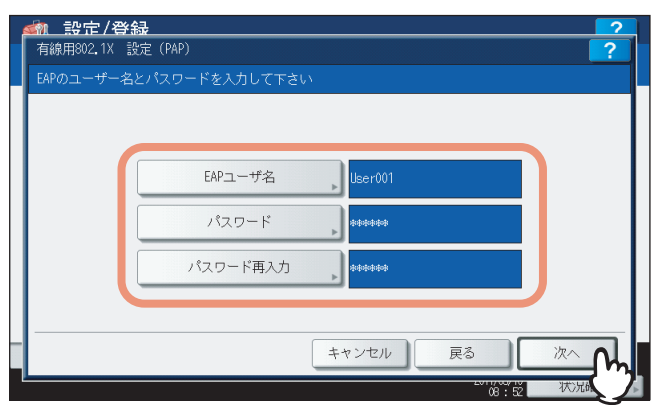 設定/登録
?
有線用802.1X 設定 (PAP)
?
EAPのユーザー名とパスワードを入力して下さい
EAPユーザ名
User001
パスワード
******
パスワード再入力
******
キャンセル
戻る
次へ
08:52
状況